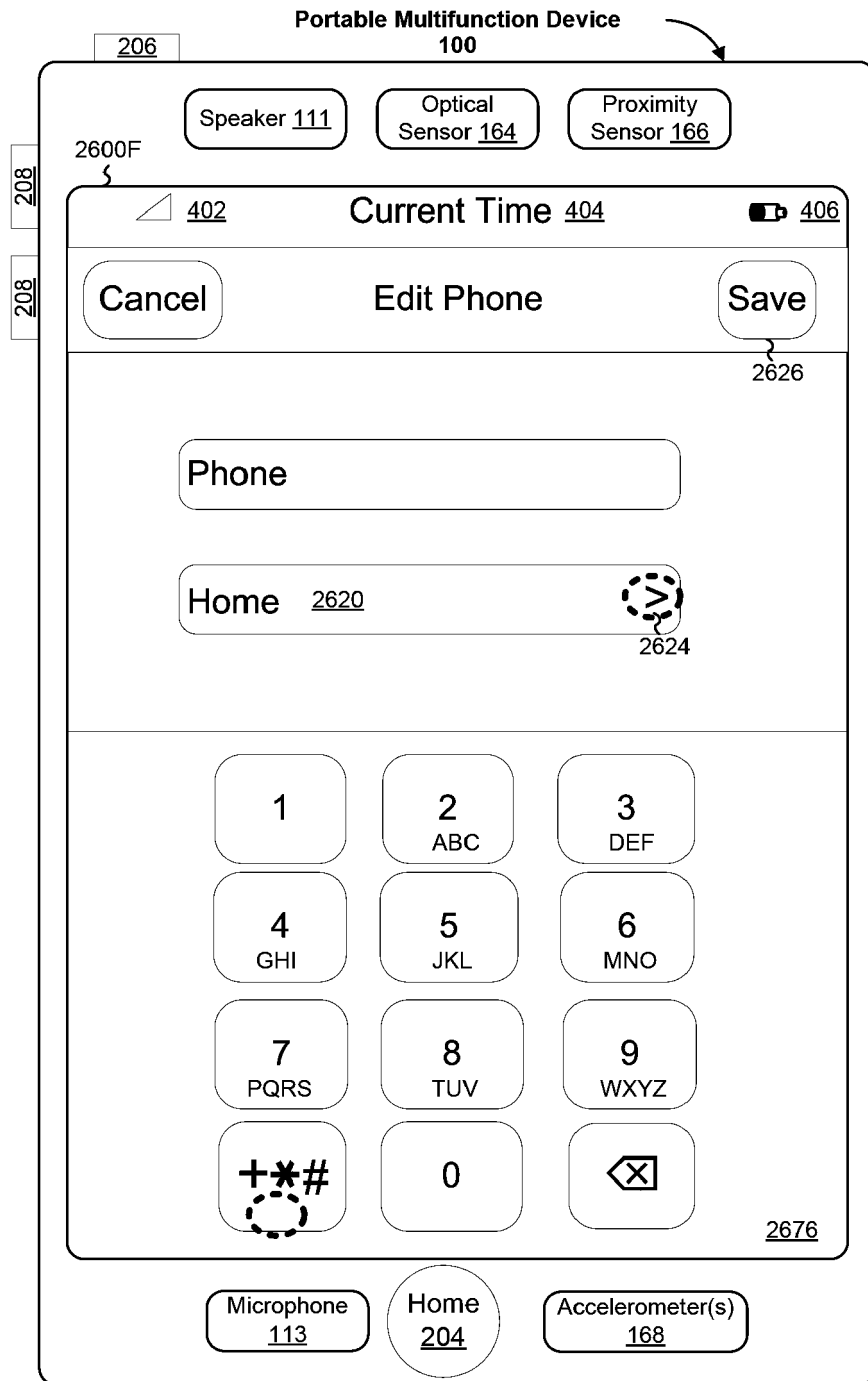 Portable Multifunction Device
100
206
Speaker 111
Optical
Sensor 164
Proximity
Sensor 166
2600F
208
402
Current Time 404
406
208
Cancel
Edit Phone
Save
2626
Phone
Home 2620
>
2624
1
2
ABC
3
DEF
4
GHI
5
JKL
6
MNO
7
PQRS
8
TUV
9
WXYZ
+*#
0
2676
Microphone
113
Home
204
Accelerometer(s)
168